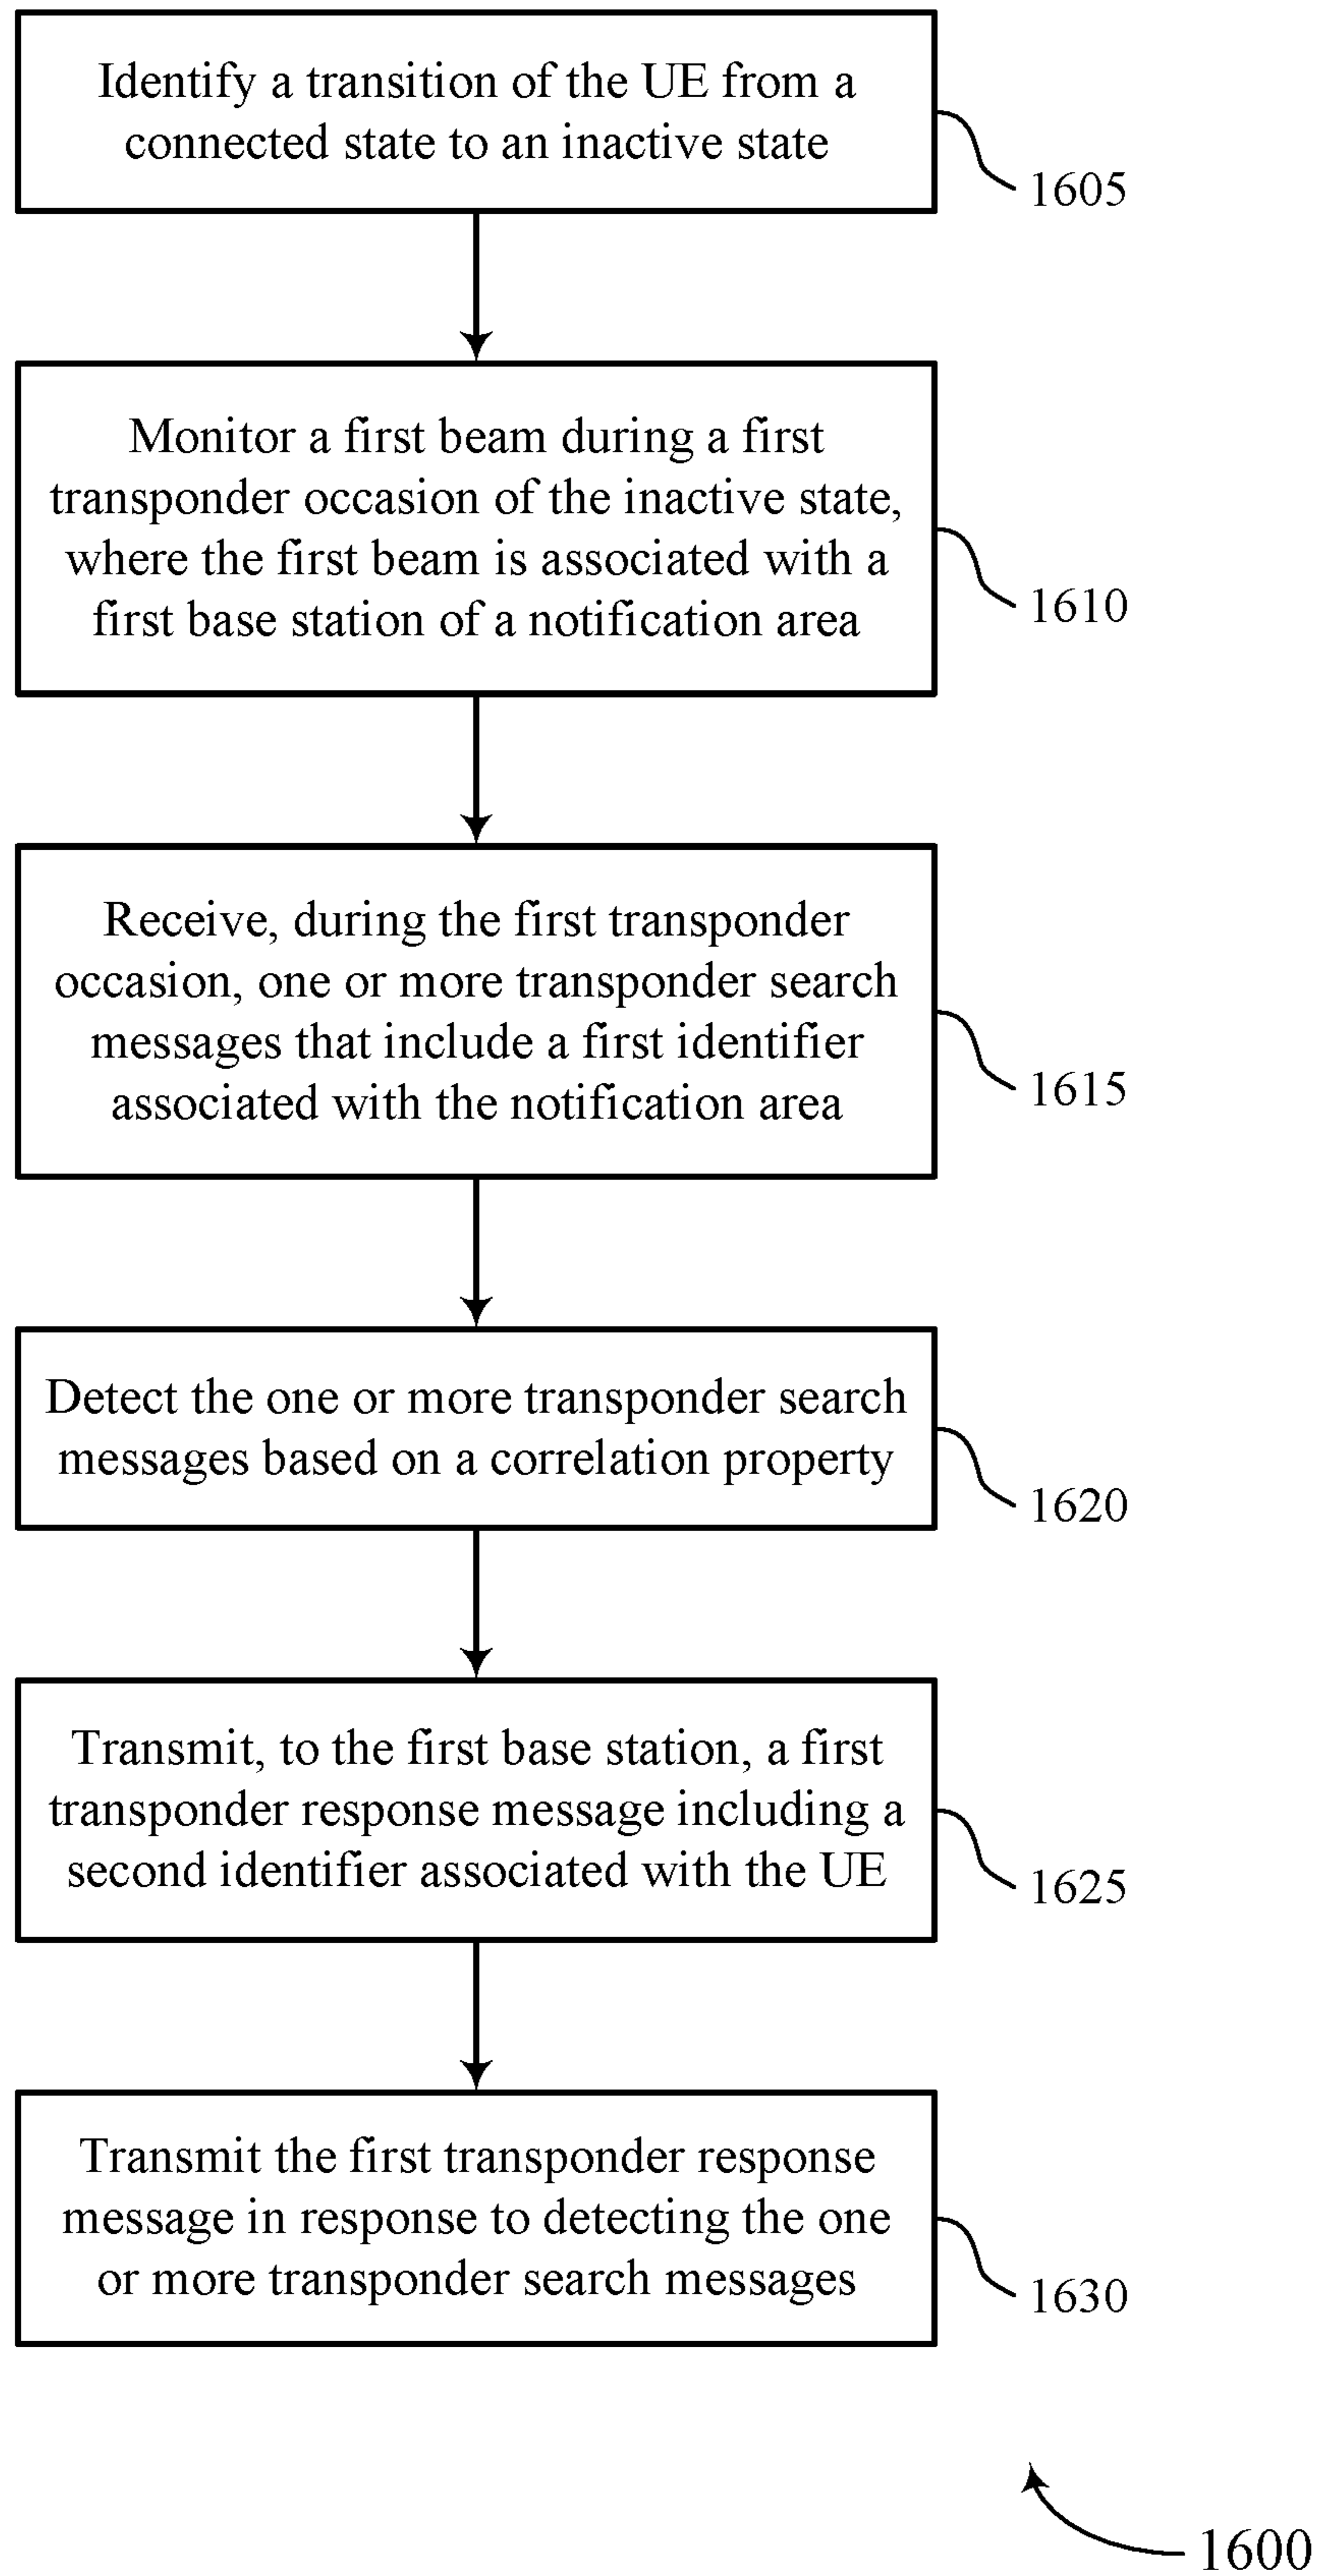 Identify a transition of the UE from a
connected state to an inactive state
1605
Monitor a first beam during a first
transponder occasion of the inactive state,
where the first beam is associated with a
first base station of a notification area
1610
Receive, during the first transponder
occasion, one or more transponder search
messages that include a first identifier
associated with the notification area
1615
Detect the one or more transponder search
messages based on a correlation property
1620
Transmit, to the first base station, a first
transponder response message including a
second identifier associated with the UE
1625
Transmit the first transponder response
message in response to detecting the one
or more transponder search messages
1630
1600